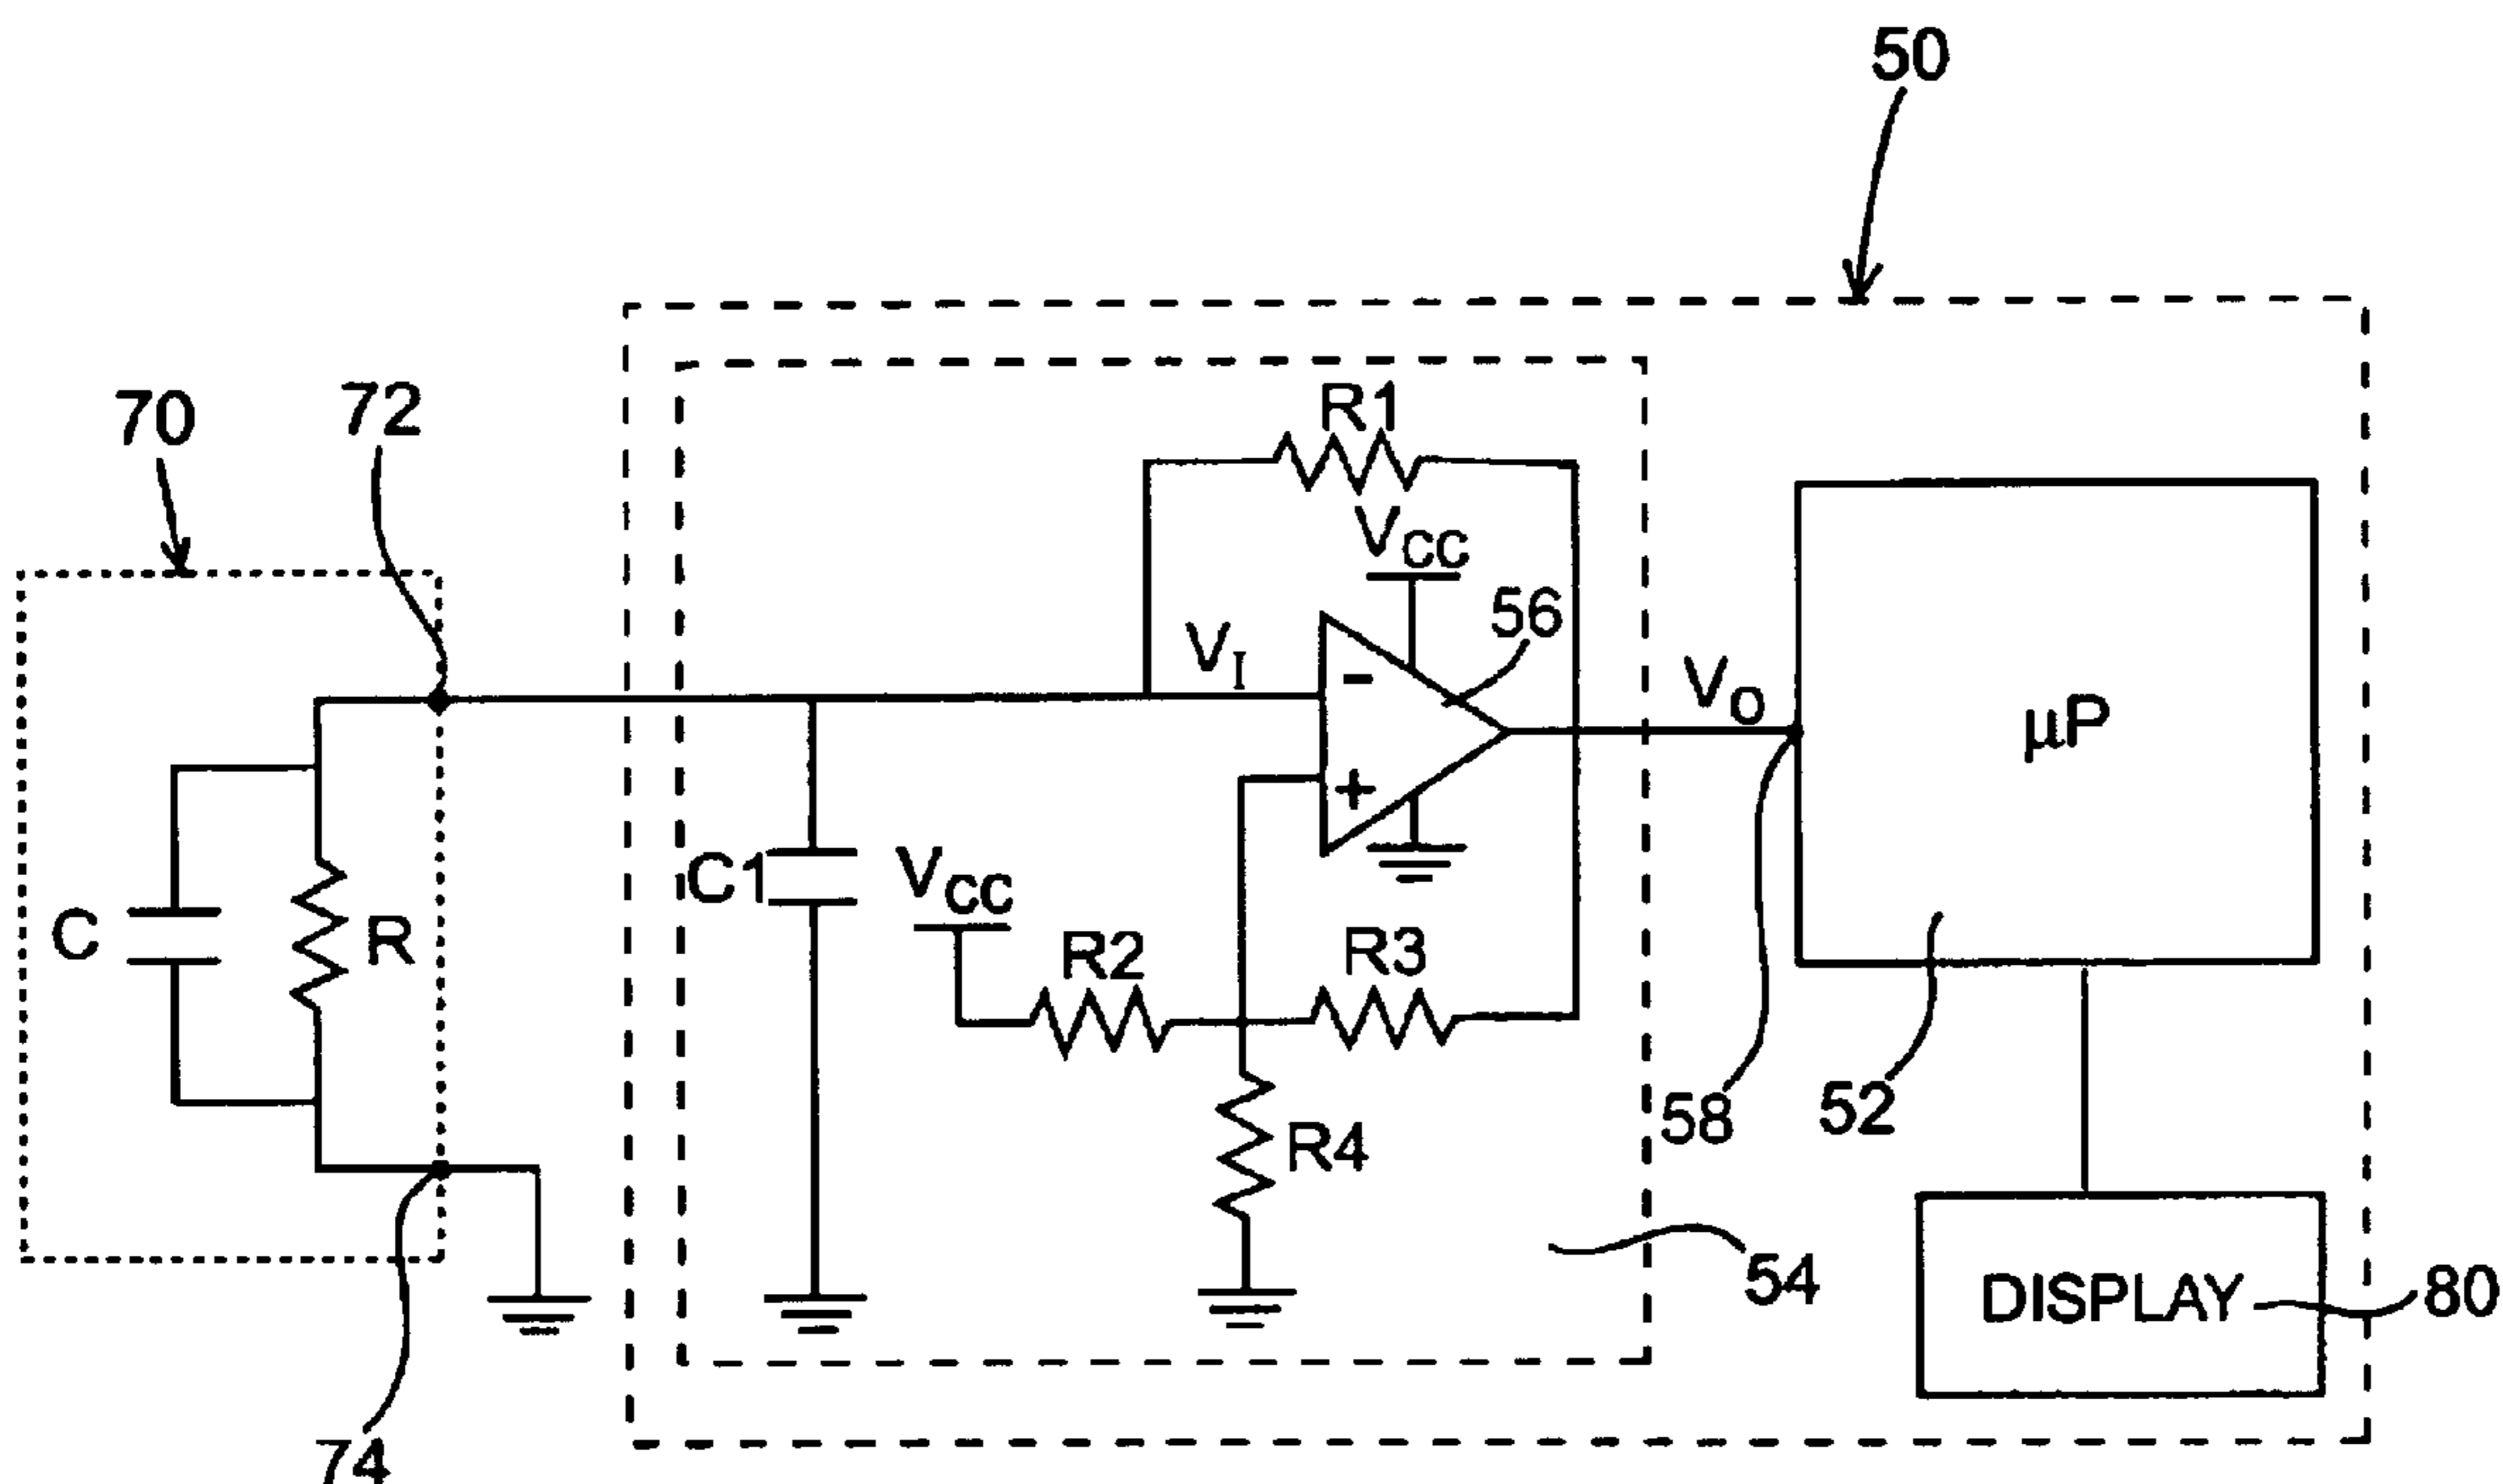 50
70
72
R1
VCC
56
VI
-
VO
μP
+
C1
VCC
C
R
R2
R3
58
52
R4
54
DISPLAY
80
74